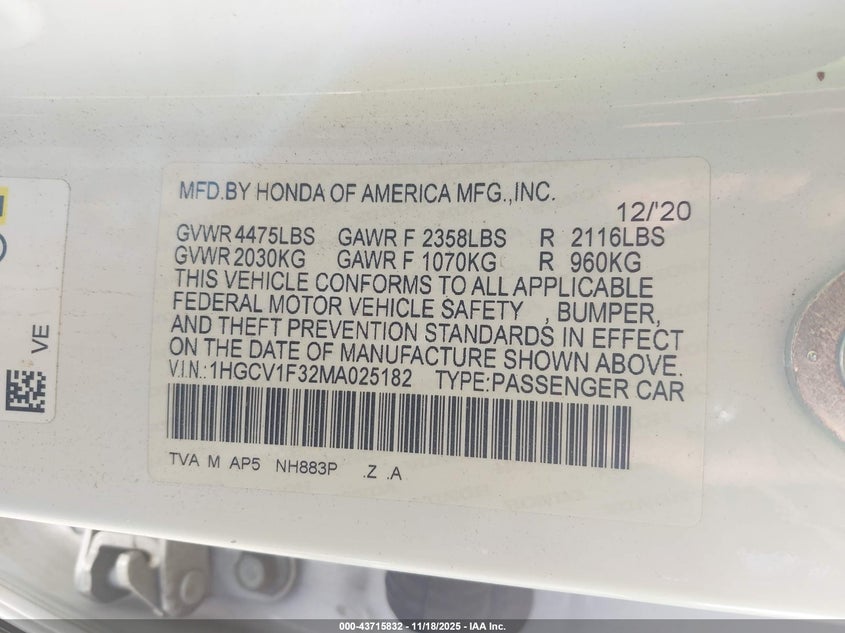 MFD.BY HONDA OF AMERICA MFG.,INC.
12/'20
GVWR 4475LBS GAWR F 2358LBS R 2116LBS
GVWR 2030KG GAWR F 1070KG R 960KG
THIS VEHICLE CONFORMS TO ALL APPLICABLE
FEDERAL MOTOR VEHICLE SAFETY , BUMPER,
AND THEFT PREVENTION STANDARDS IN EFFECT
ON THE DATE OF MANUFACTURE SHOWN ABOVE.
V.I.N.:1HGCV1F32MA025182 TYPE:PASSENGER CAR
TVA M AP5 NH883P .Z .A
VE
000-43715832 - 11/18/2025 - IAA Inc.